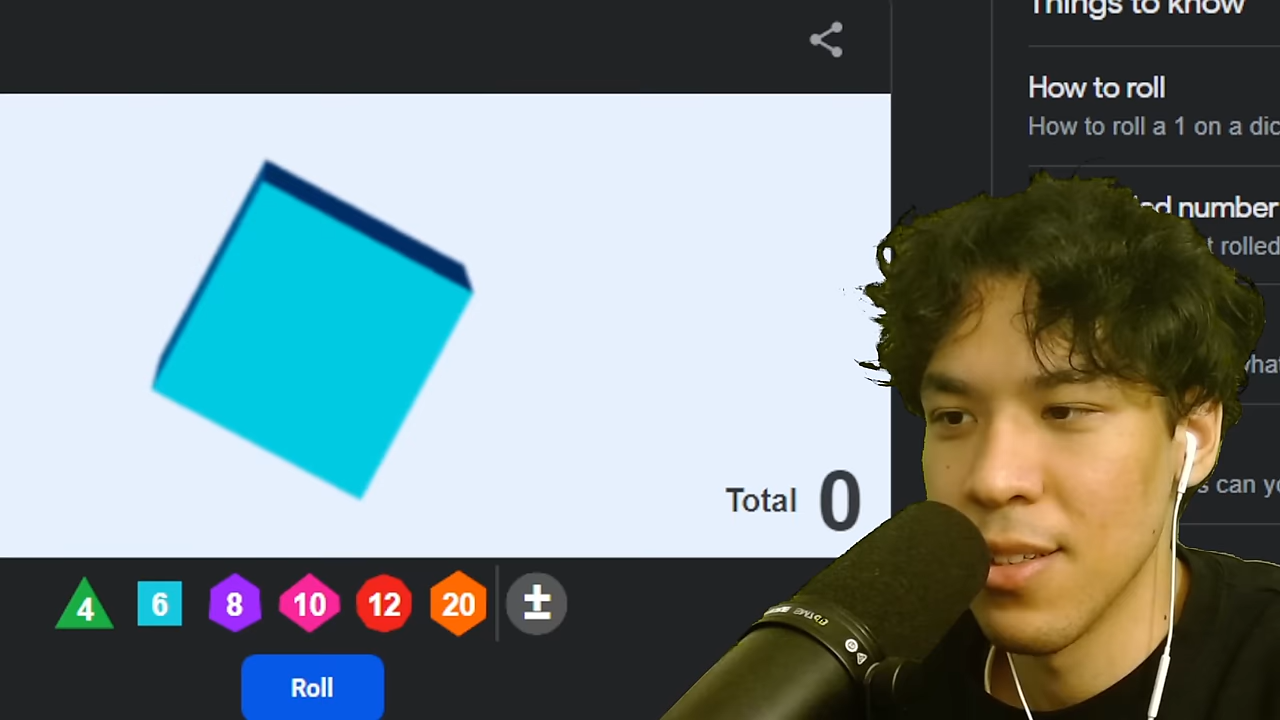 Things to know
How to roll
How to roll a 1 on a dic
number
t rolled
wha
s can yo
Total 0
4 6 8 10 12 20 ±
Roll